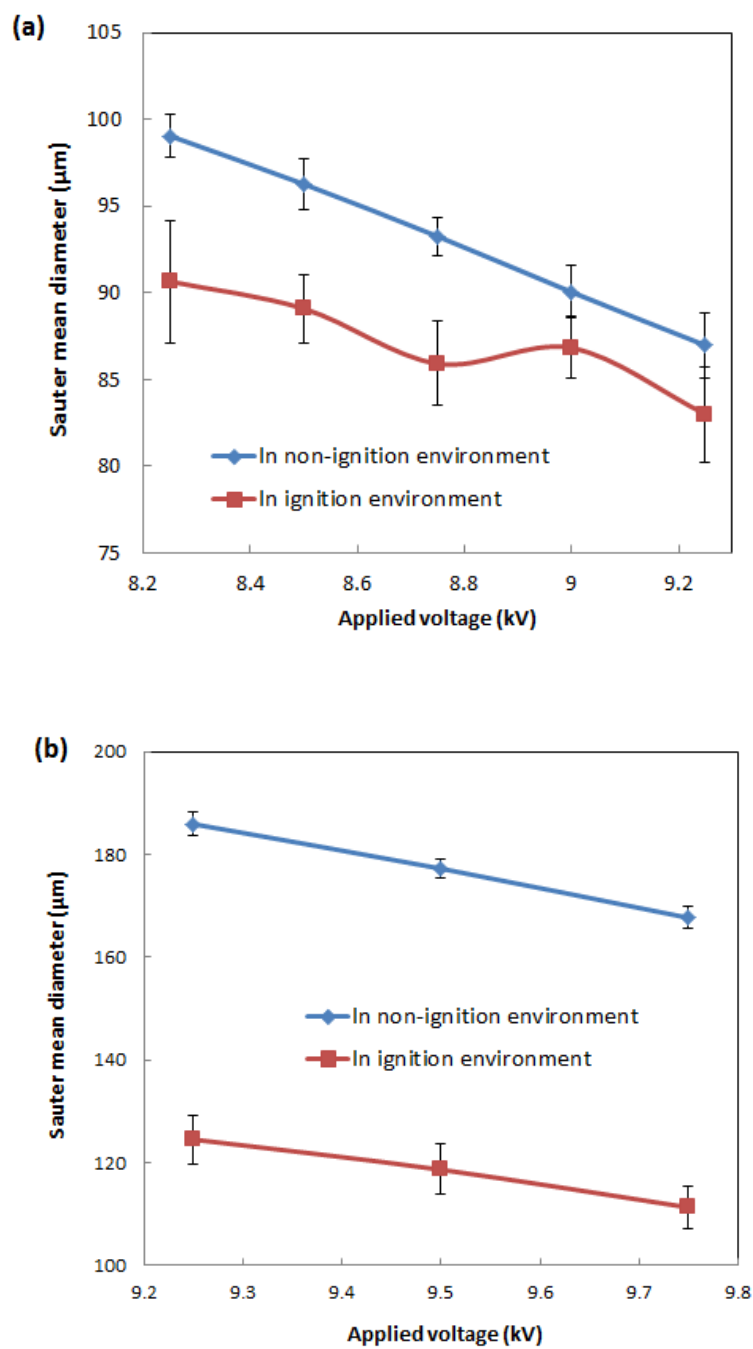 (a)
105
100
95
90
85
80
75
Sauter mean diameter (µm)
In non-ignition environment
In ignition environment
8.2 8.4 8.6 8.8 9 9.2
Applied voltage (kV)
(b)
200
180
160
140
120
100
Sauter mean diameter (µm)
In non-ignition environment
In ignition environment
9.2 9.3 9.4 9.5 9.6 9.7 9.8
Applied voltage (kV)